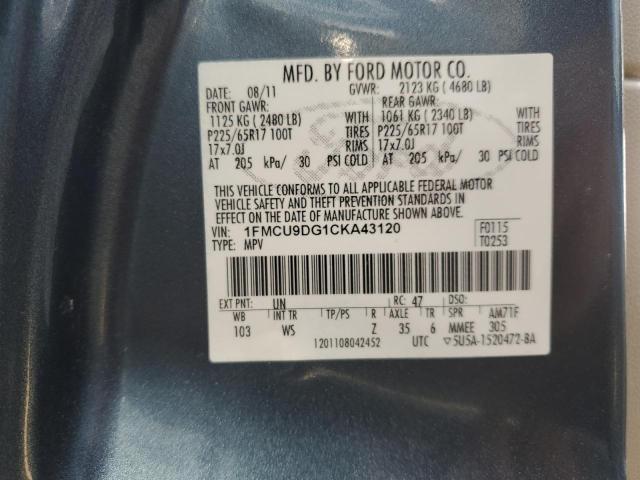 MFD. BY FORD MOTOR CO.
DATE: 08/11 GVWR: 2123 KG ( 4680 LB)
FRONT GAWR: REAR GAWR:
1125 KG ( 2480 LB) WITH 1061 KG ( 2340 LB) WITH
P225/65R17 100T TIRES P225/65R17 100T TIRES
17x7.0J RIMS 17x7.0J RIMS
AT 205 kPa/ 30 PSI COLD AT 205 kPa/ 30 PSI COLD
THIS VEHICLE CONFORMS TO ALL APPLICABLE FEDERAL MOTOR
VEHICLE SAFETY AND THEFT PREVENTION STANDARDS IN
EFFECT ON THE DATE OF MANUFACTURE SHOWN ABOVE.
VIN: 1FMCU9DG1CKA43120 F0115
TYPE: MPV T0253
EXT PNT: UN RC: 47 DSO:
WB INT TR TP/PS R AXLE TR SPR AM71F
103 WS Z 35 6 MMEE 305
1201108042452 UTC ▽5U5A-1520472-BA